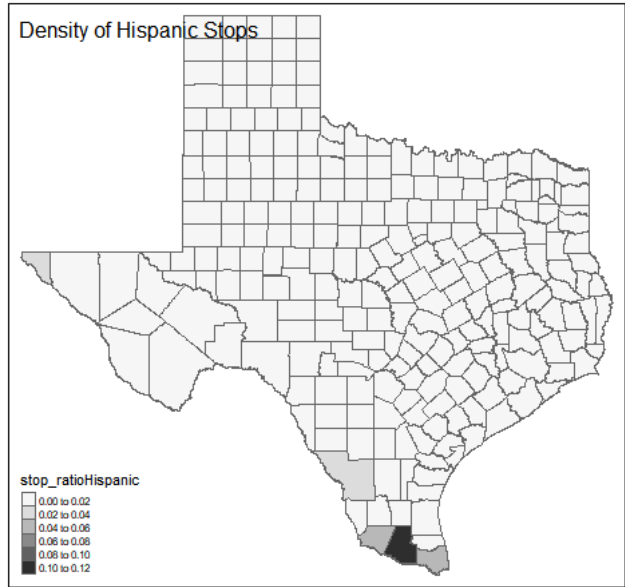 Density of Hispanic Stops
stop_ratioHispanic
0.00 to 0.02
0.02 to 0.04
0.04 to 0.06
0.06 to 0.08
0.08 to 0.10
0.10 to 0.12